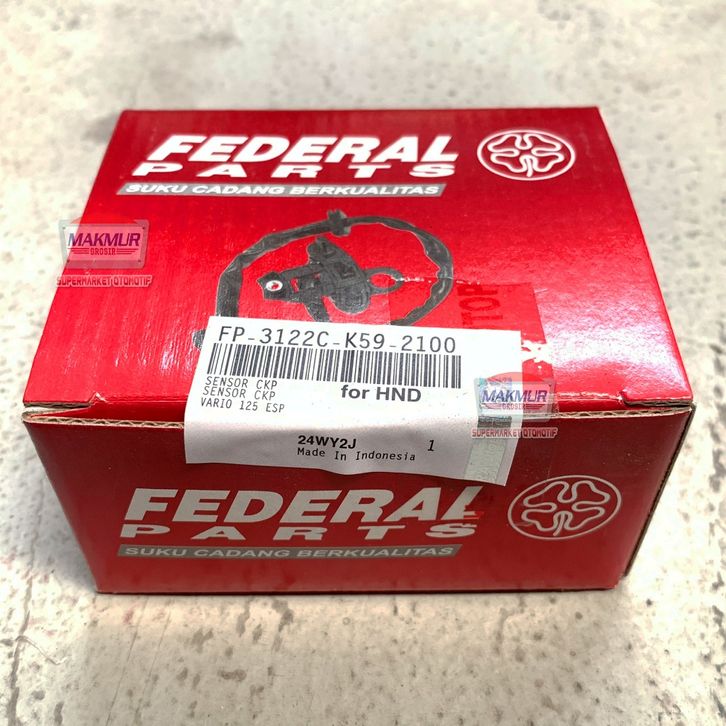 FEDERAL
PARTS
SUKU CADANG BERKUALITAS
MAKMUR
GROSIR
SUPERMARKET OTOMOTIF
TOP
FP-3122C-K59-2100
SENSOR CKP
SENSOR CKP
VARIO 125 ESP
for HND
MAKMUR
GROSIR
SUPERMARKET OTOMOTIF
24WY2J
1
Made In Indonesia
FEDERAL
PARTS
SUKU CADANG BERKUALITAS